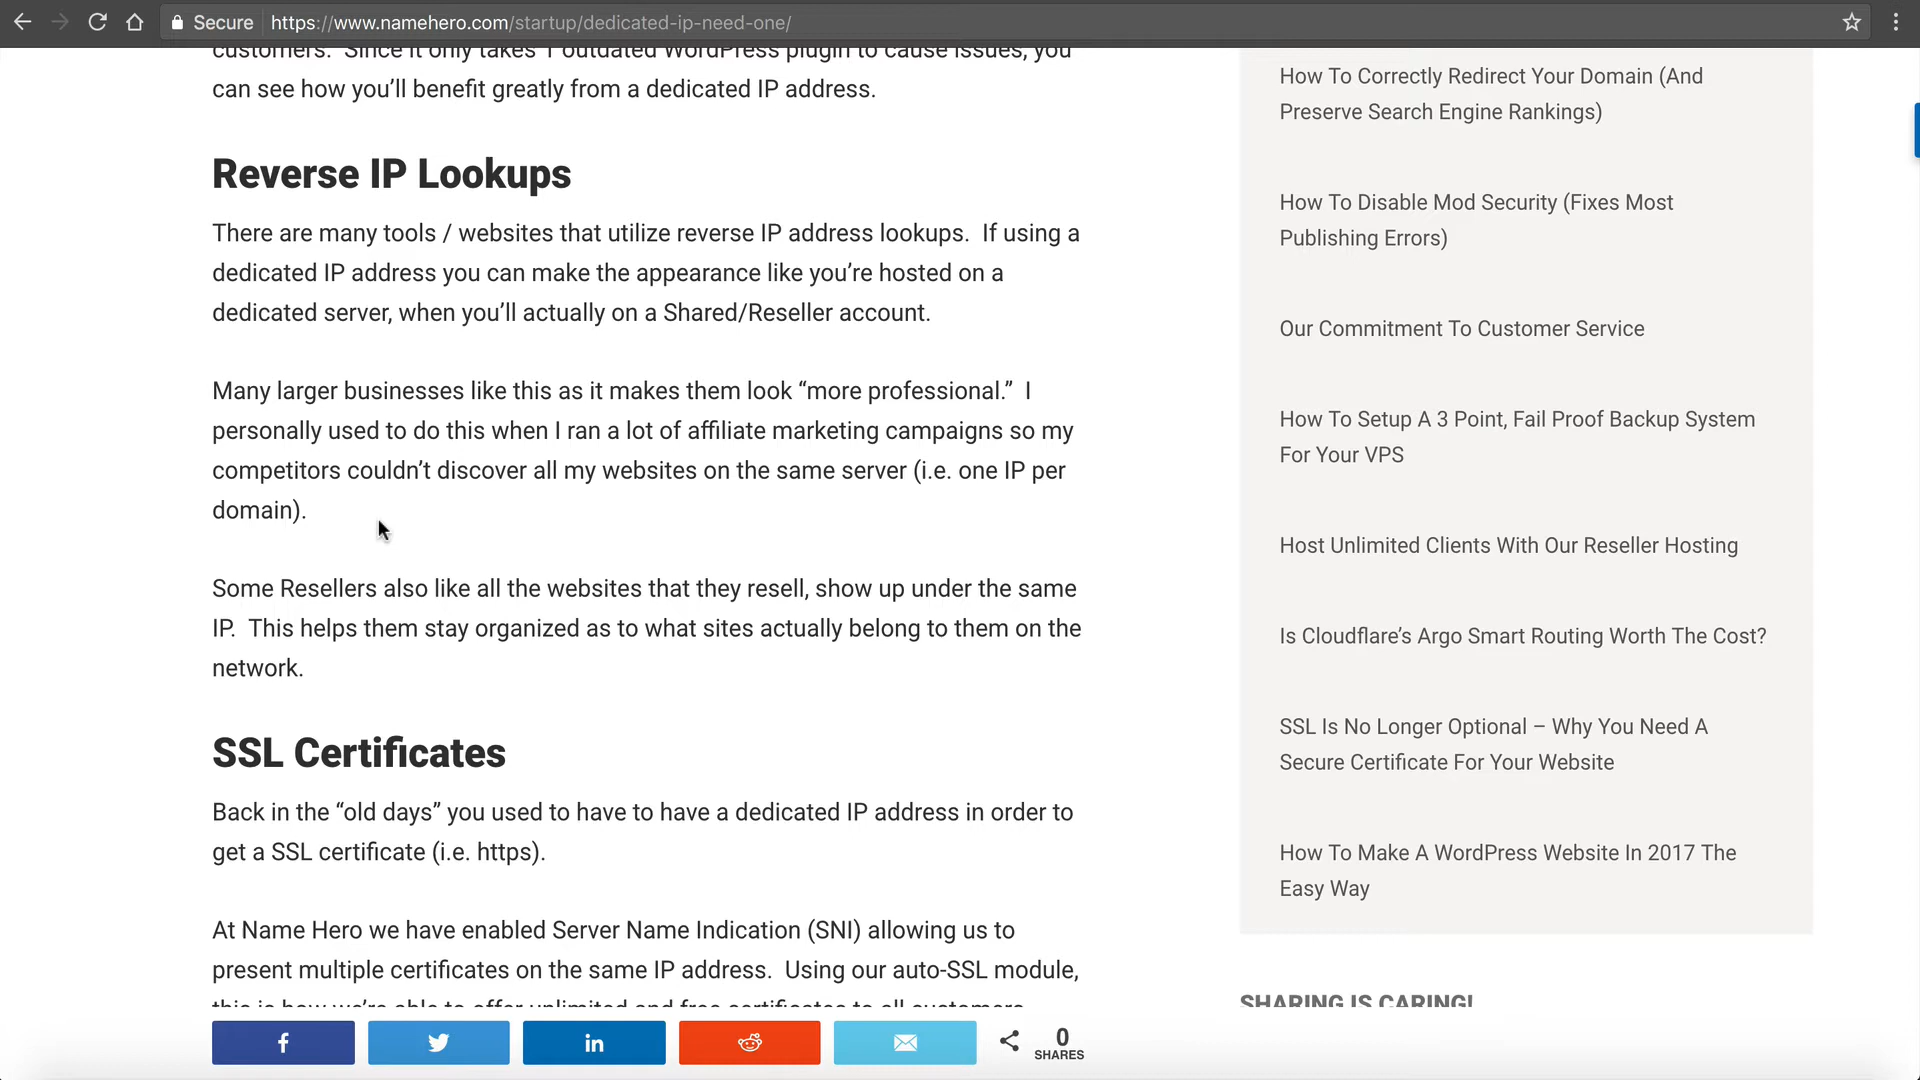 Secure
https://www.namehero.com/startup/dedicated-ip-need-one/
customers.  Since it only takes 1 outdated WordPress plugin to cause issues, you
can see how you’ll benefit greatly from a dedicated IP address.
Reverse IP Lookups
There are many tools / websites that utilize reverse IP address lookups.  If using a
dedicated IP address you can make the appearance like you’re hosted on a
dedicated server, when you’ll actually on a Shared/Reseller account.
Many larger businesses like this as it makes them look “more professional.”  I
personally used to do this when I ran a lot of affiliate marketing campaigns so my
competitors couldn’t discover all my websites on the same server (i.e. one IP per
domain).
Some Resellers also like all the websites that they resell, show up under the same
IP.  This helps them stay organized as to what sites actually belong to them on the
network.
SSL Certificates
Back in the “old days” you used to have to have a dedicated IP address in order to
get a SSL certificate (i.e. https).
At Name Hero we have enabled Server Name Indication (SNI) allowing us to
present multiple certificates on the same IP address.  Using our auto-SSL module,
this is how we’re able to offer unlimited and free certificates to all customers
0
SHARES
How To Correctly Redirect Your Domain (And
Preserve Search Engine Rankings)
How To Disable Mod Security (Fixes Most
Publishing Errors)
Our Commitment To Customer Service
How To Setup A 3 Point, Fail Proof Backup System
For Your VPS
Host Unlimited Clients With Our Reseller Hosting
Is Cloudflare’s Argo Smart Routing Worth The Cost?
SSL Is No Longer Optional – Why You Need A
Secure Certificate For Your Website
How To Make A WordPress Website In 2017 The
Easy Way
SHARING IS CARING!